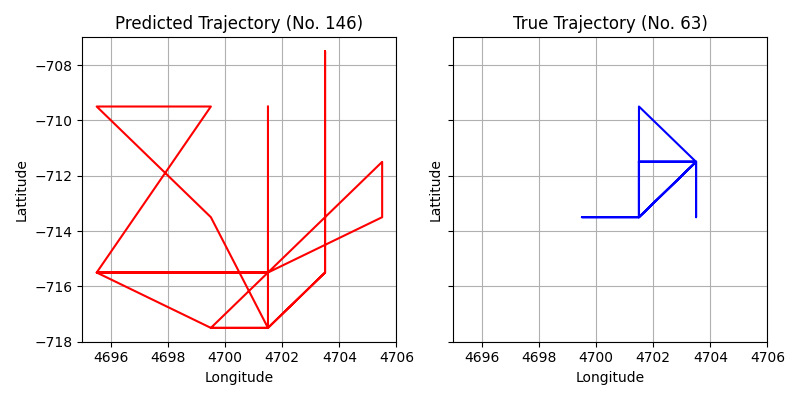 Predicted Trajectory (No. 146)
True Trajectory (No. 63)
Lattitude
−708
−710
−712
−714
−716
−718
4696 4698 4700 4702 4704 4706
Longitude
Lattitude
4696 4698 4700 4702 4704 4706
Longitude